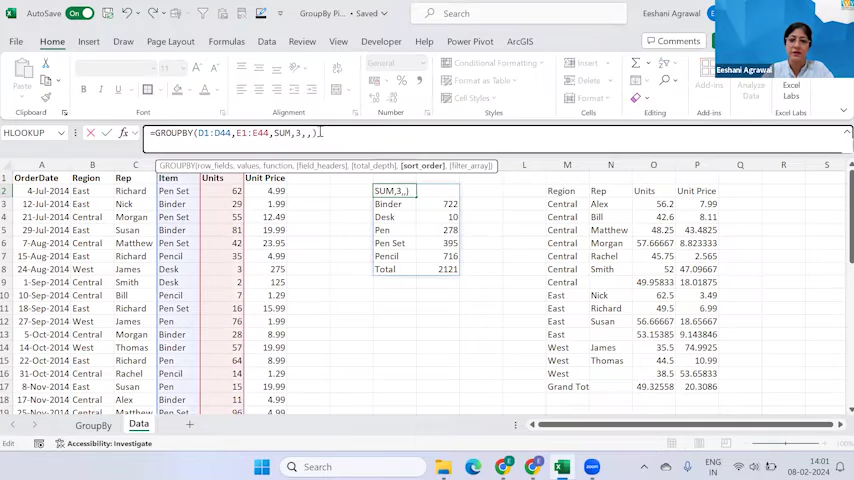 AutoSave On GroupBy Pi... • Saved Search Eeshani Agrawal
File Home Insert Draw Page Layout Formulas Data Review View Developer Power Pivot ArcGIS Comments
Paste
11
B I U
General
Conditional Formatting
Format as Table
Cell Styles
Insert
Delete
Format
Add-ins
Analyze Data
Excel Labs
Eeshani Agrawal
Clipboard Font Alignment Number Styles Cells
HLOOKUP fx =GROUPBY(D1:D44,E1:E44,SUM,3,,)
GROUPBY(row_fields, values, function, [field_headers], [total_depth], [sort_order], [filter_array])
A B C L M N O P Q R S
1 OrderDate Region Rep Item Units Unit Price
2 4-Jul-2014 East Richard Pen Set 62 4.99 SUM,3,,) Region Rep Units Unit Price
3 12-Jul-2014 East Nick Binder 29 1.99 Binder 722 Central Alex 56.2 7.99
4 21-Jul-2014 Central Morgan Pen Set 55 12.49 Desk 10 Central Bill 42.6 8.11
5 29-Jul-2014 East Susan Binder 81 19.99 Pen 278 Central Matthew 48.25 43.4825
6 7-Aug-2014 Central Matthew Pen Set 42 23.95 Pen Set 395 Central Morgan 57.66667 8.823333
7 15-Aug-2014 East Richard Pencil 35 4.99 Pencil 716 Central Rachel 45.75 2.565
8 24-Aug-2014 West James Desk 3 275 Total 2121 Central Smith 52 47.09667
9 1-Sep-2014 Central Smith Desk 2 125 Central 49.95833 18.01875
10 10-Sep-2014 Central Bill Pencil 7 1.29 East Nick 62.5 3.49
11 18-Sep-2014 East Richard Pen Set 16 15.99 East Richard 49.5 6.99
12 27-Sep-2014 West James Pen 76 1.99 East Susan 56.66667 18.65667
13 5-Oct-2014 Central Morgan Binder 28 8.99 East 53.15385 9.143846
14 14-Oct-2014 West Thomas Binder 57 19.99 West James 35.5 74.9925
15 22-Oct-2014 East Richard Pen 64 8.99 West Thomas 44.5 10.99
16 31-Oct-2014 Central Rachel Pencil 14 1.29 West 38.5 53.65833
17 8-Nov-2014 East Susan Pen 15 19.99 Grand Tot 49.32558 20.3086
18 17-Nov-2014 Central Alex Binder 11 4.99
19 25-Nov-2014 Central Matthew Pen Set 96 4.99
GroupBy Data
Edit Accessibility: Investigate
Search
ENG
IN
14:01
08-02-2024